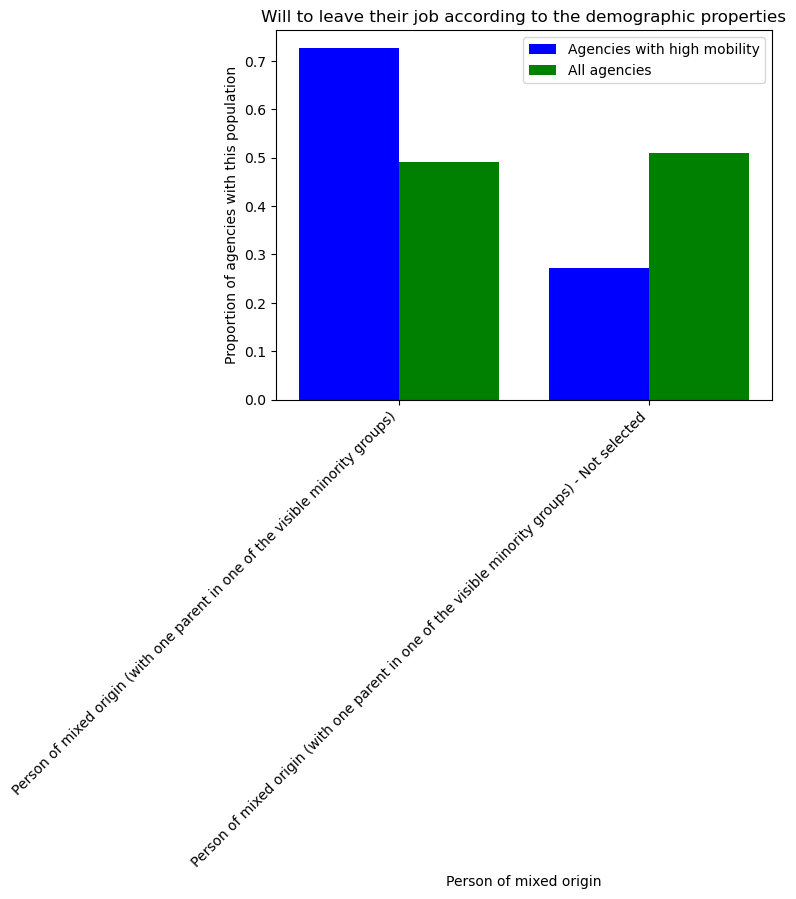 Will to leave their job according to the demographic properties
Agencies with high mobility
All agencies
Proportion of agencies with this population
0.7
0.6
0.5
0.4
0.3
0.2
0.1
0.0
Person of mixed origin (with one parent in one of the visible minority groups)
Person of mixed origin (with one parent in one of the visible minority groups) - Not selected
Person of mixed origin